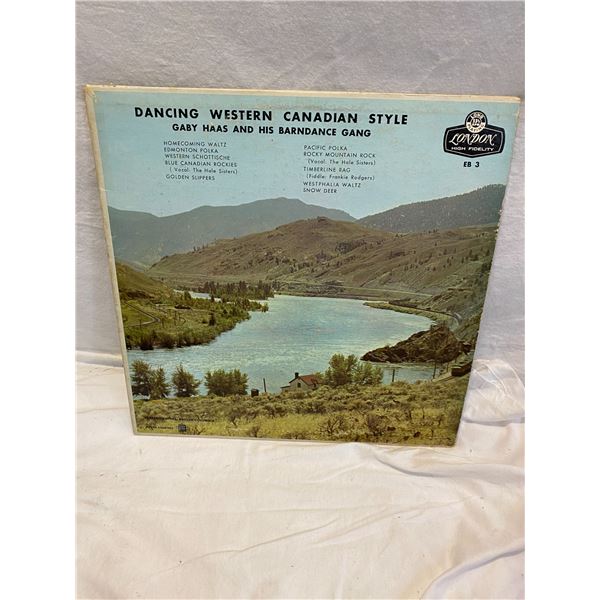 DANCING WESTERN CANADIAN STYLE
GABY HAAS AND HIS BARNDANCE GANG
HOMECOMING WALTZ
EDMONTON POLKA
WESTERN SCHOTTISCHE
BLUE CANADIAN ROCKIES
(Vocal: The Hole Sisters)
GOLDEN SLIPPERS
PACIFIC POLKA
ROCKY MOUNTAIN ROCK
(Vocal: The Hole Sisters)
TIMBERLINE RAG
(Fiddle: Frankie Rodgers)
WESTPHALIA WALTZ
SNOW DEER
LONDON
HIGH FIDELITY
EB 3